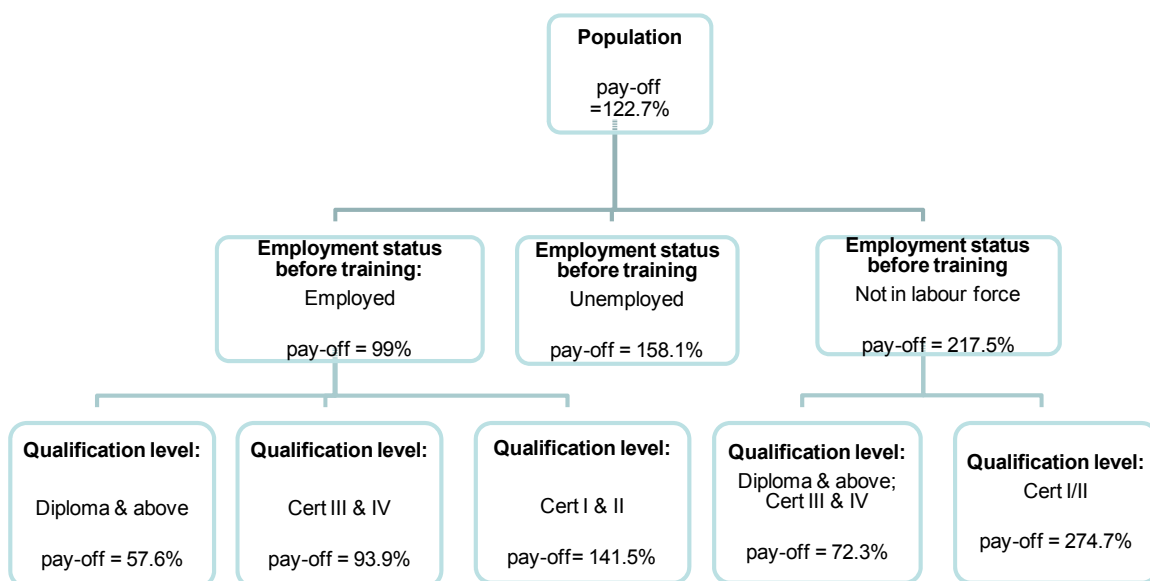 Population
pay-off
=122.7%
Employment status
before training:
Employed
pay-off = 99%
Employment status
before training
Unemployed
pay-off = 158.1%
Employment status
before training
Not in labour force
pay-off = 217.5%
Qualification level:
Diploma & above
pay-off = 57.6%
Qualification level:
Cert III & IV
pay-off = 93.9%
Qualification level:
Cert I & II
pay-off= 141.5%
Qualification level:
Diploma & above;
Cert III & IV
pay-off = 72.3%
Qualification level:
Cert I/II
pay-off = 274.7%